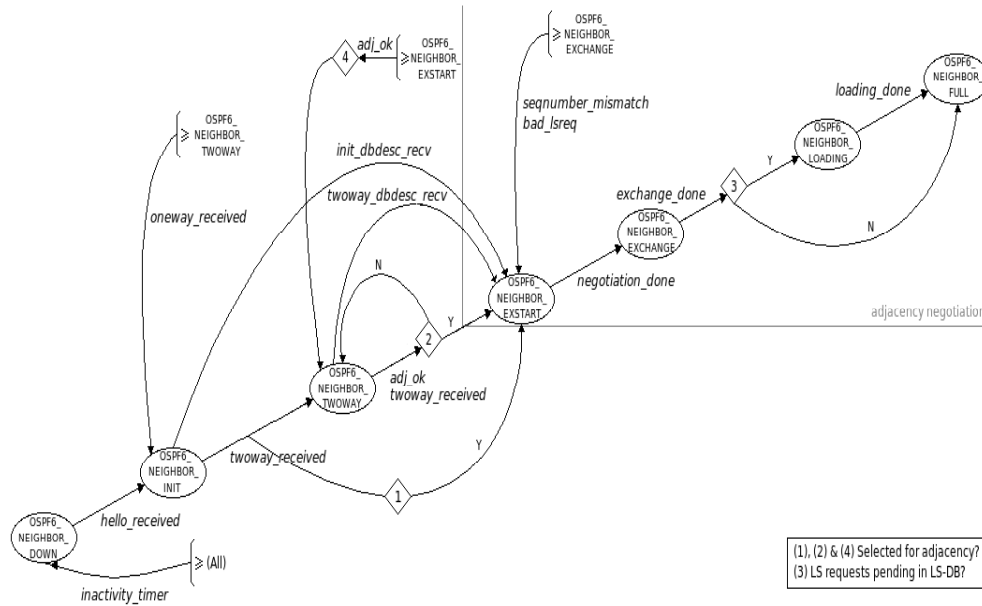 OSPF6_
NEIGHBOR_
EXCHANGE
adj_ok
4
≥
OSPF6_
NEIGHBOR_
EXSTART
≥
seqnumber_mismatch
bad_lsreq
loading_done
OSPF6_
NEIGHBOR_
FULL
OSPF6_
NEIGHBOR_
TWOWAY
≥
init_dbdesc_recv
twoway_dbdesc_recv
oneway_received
OSPF6_
NEIGHBOR_
LOADING
Y
3
N
exchange_done
OSPF6_
NEIGHBOR_
EXCHANGE
negotiation_done
N
OSPF6_
NEIGHBOR_
EXSTART
adjacency negotiation
Y
2
OSPF6_
NEIGHBOR_
TWOWAY
adj_ok
twoway_received
twoway_received
Y
1
OSPF6_
NEIGHBOR_
INIT
hello_received
OSPF6_
NEIGHBOR_
DOWN
≥ (All)
inactivity_timer
(1), (2) & (4) Selected for adjacency?
(3) LS requests pending in LS-DB?